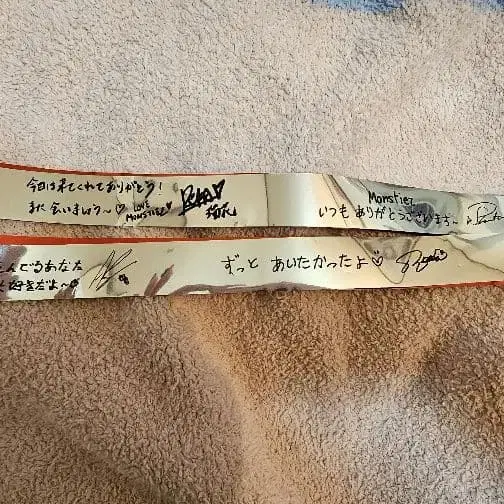 今日は来てくれてありがとう!
また会いましょう〜♡ LOVE MONSTIEZ♥
Monstiez
いつもありがとうございます〜
んでるあなた
好きだよ〜
ずっと あいたかったよ♡